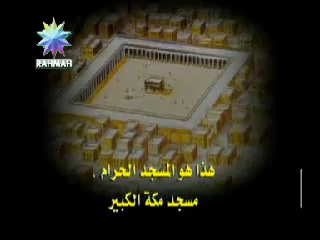 RAHMAH
هذا هو المسجد الحرام .
مسجد مكة الكبير